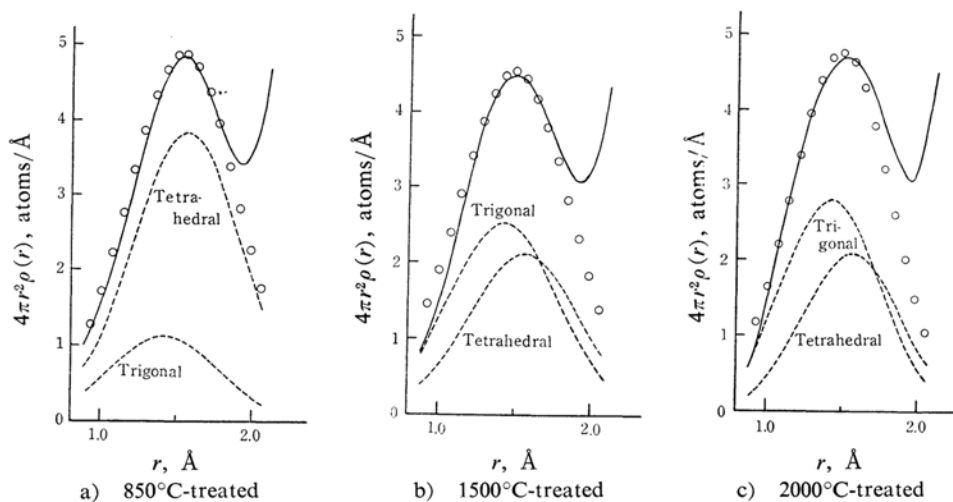 4πr²ρ(r), atoms/Å
5
4
3
2
1
0
Tetra-
hedral
Trigonal
1.0
2.0
r, Å
a) 850°C-treated
4πr²ρ(r), atoms/Å
5
4
3
2
1
0
Trigonal
Tetrahedral
1.0
2.0
r, Å
b) 1500°C-treated
4πr²ρ(r), atoms/Å
5
4
3
2
1
0
Tri-
gonal
Tetrahedral
1.0
2.0
r, Å
c) 2000°C-treated